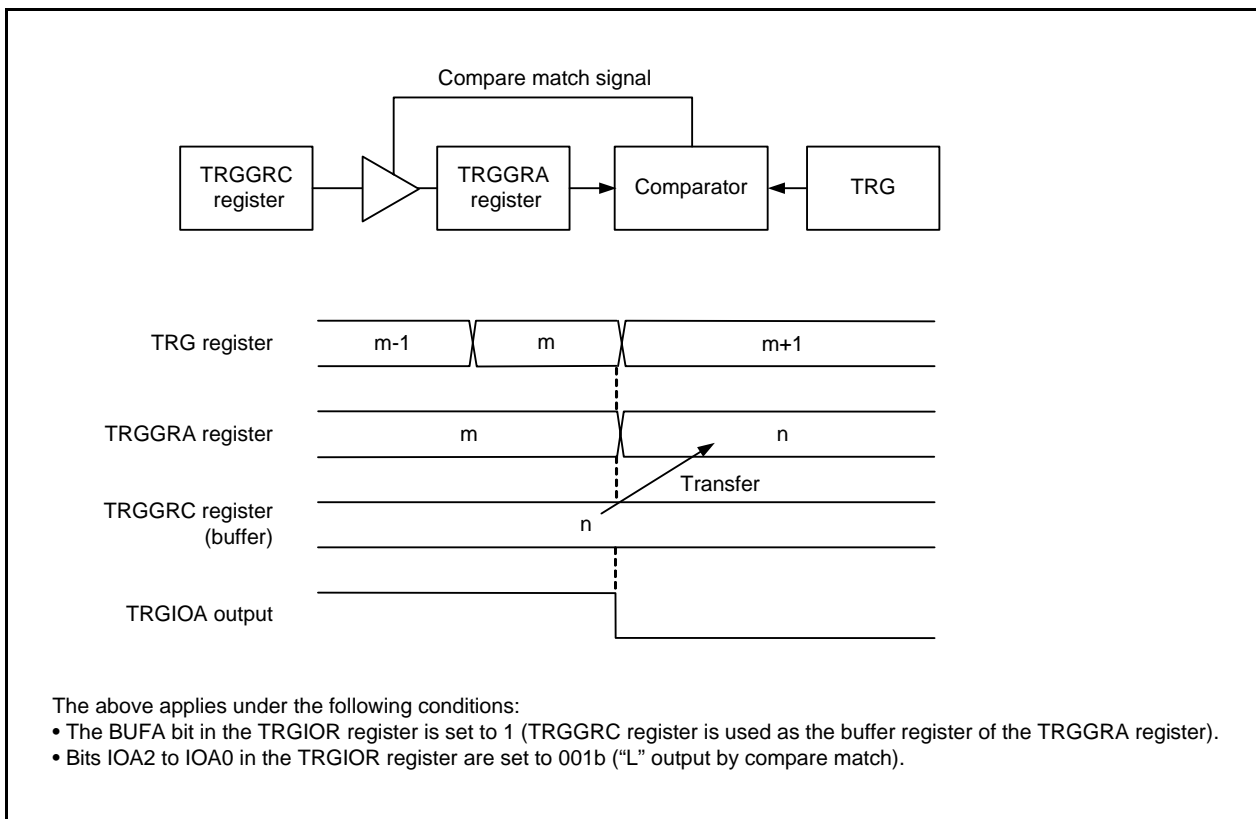 Compare match signal
TRGGRC
register
TRGGRA
register
Comparator
TRG
TRG register
m-1
m
m+1
TRGGRA register
m
n
Transfer
TRGGRC register
(buffer)
n
TRGIOA output
The above applies under the following conditions:
• The BUFA bit in the TRGIOR register is set to 1 (TRGGRC register is used as the buffer register of the TRGGRA register).
• Bits IOA2 to IOA0 in the TRGIOR register are set to 001b (“L” output by compare match).